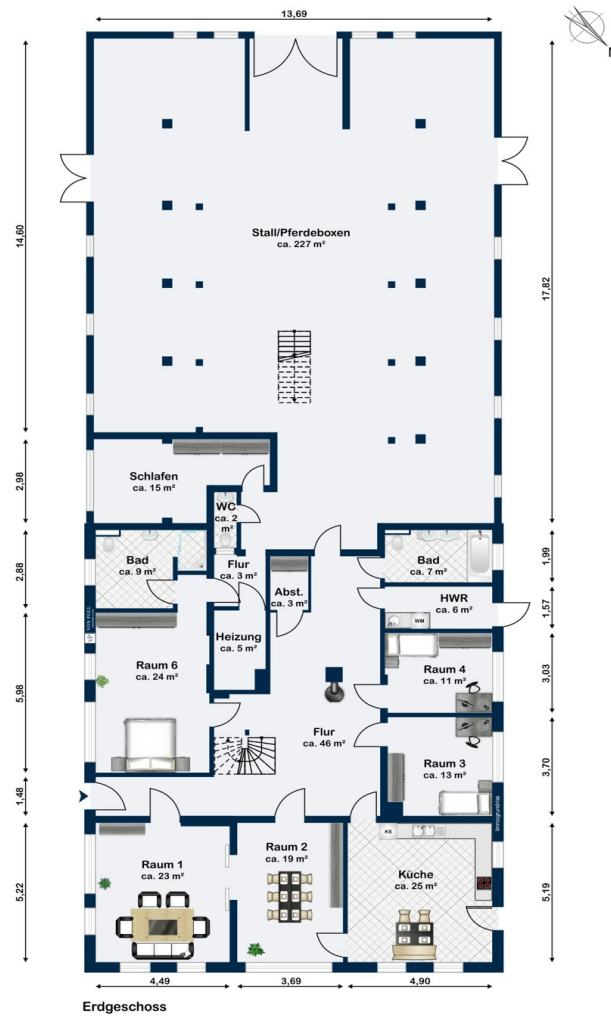 13,69
N
14,60
17,82
Stall/Pferdeboxen
ca. 227 m²
Schlafen
ca. 15 m²
2,98
WC
ca. 2
m²
Bad
ca. 9 m²
Flur
ca. 3 m²
Abst.
ca. 3 m²
Bad
ca. 7 m²
1,99
2,88
HWR
ca. 6 m²
WM
1,57
Heizung
ca. 5 m²
VON POLL
VP
Raum 6
ca. 24 m²
Raum 4
ca. 11 m²
3,03
5,98
Flur
ca. 46 m²
Raum 3
ca. 13 m²
3,70
1,48
Immogrundriss
KS
Raum 1
ca. 23 m²
Raum 2
ca. 19 m²
Küche
ca. 25 m²
5,22
5,19
4,49
3,69
4,90
Erdgeschoss